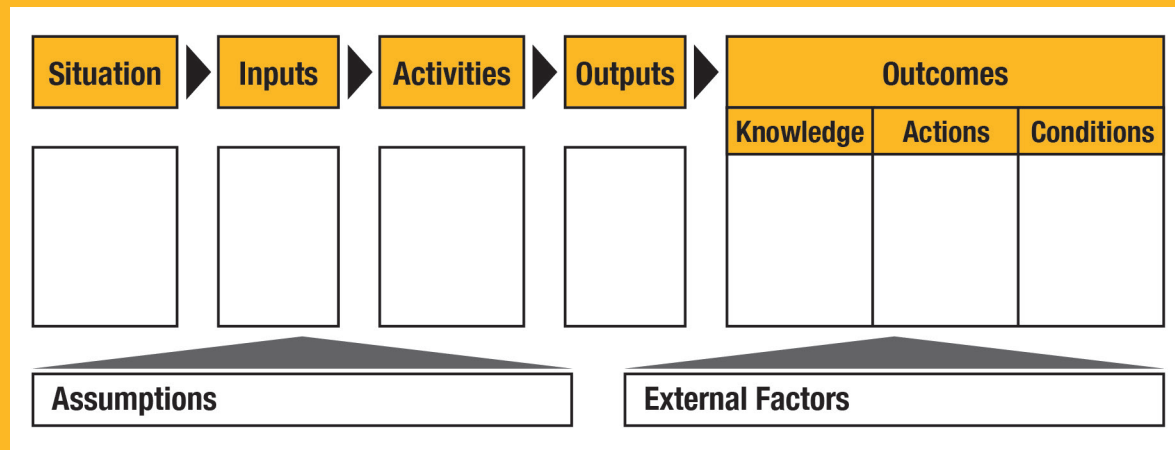 Situation
Inputs
Activities
Outputs
Outcomes
Knowledge
Actions
Conditions
Assumptions
External Factors